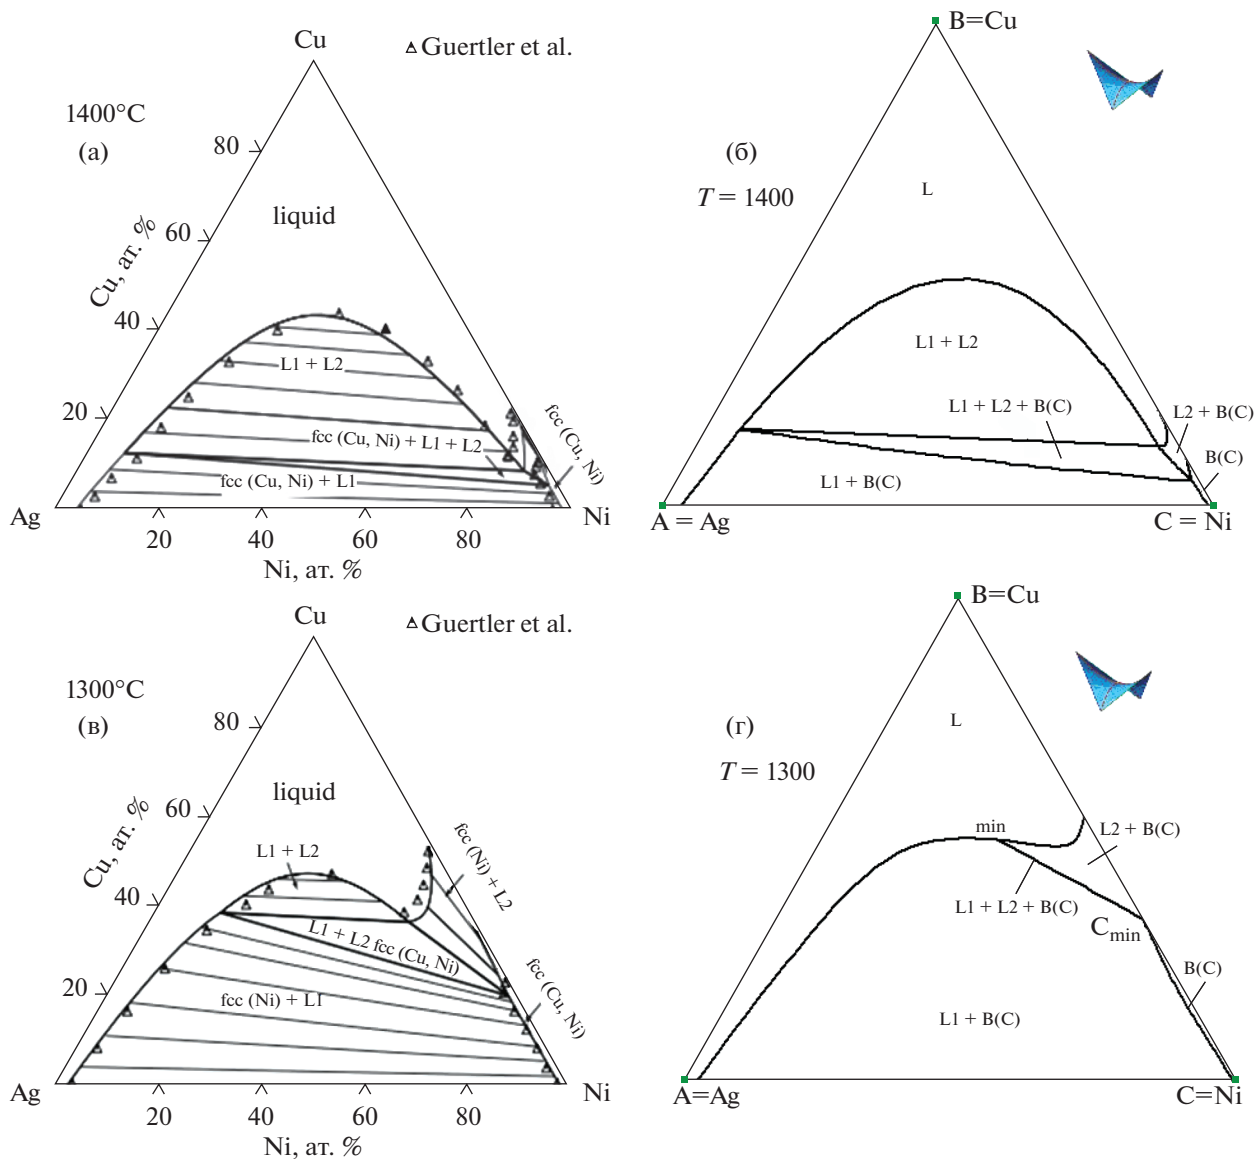 Cu
Guertler et al.
1400°C
(а)
80
liquid
60
Cu, ат. %
40
L1 + L2
20
fcc (Cu, Ni) + L1 + L2
fcc (Cu, Ni)
fcc (Cu, Ni) + L1
Ag
Ni
20
40
60
80
Ni, ат. %
B=Cu
(б)
T = 1400
L
L1 + L2
L1 + L2 + B(C)
L2 + B(C)
B(C)
L1 + B(C)
A = Ag
C = Ni
Cu
Guertler et al.
1300°C
(в)
80
liquid
60
Cu, ат. %
L1 + L2
fcc (Ni) + L2
40
L1 + L2 fcc (Cu, Ni)
20
fcc (Ni) + L1
fcc (Cu, Ni)
Ag
Ni
20
40
60
80
Ni, ат. %
B=Cu
(г)
L
T = 1300
min
L2 + B(C)
L1 + L2 + B(C)
Cmin
B(C)
L1 + B(C)
A=Ag
C=Ni